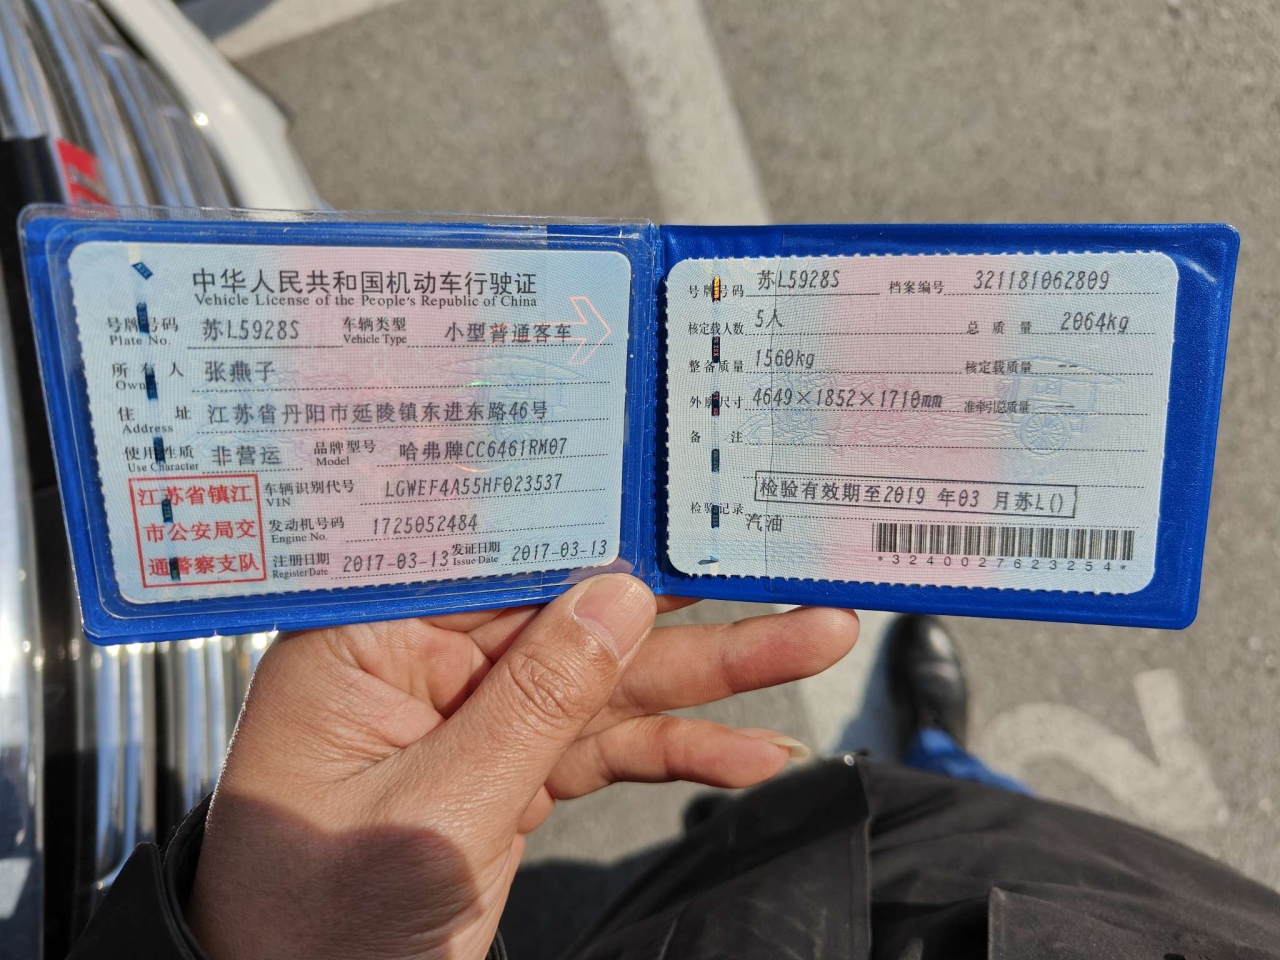 中华人民共和国机动车行驶证
Vehicle License of the People's Republic of China
号牌号码 Plate No. 苏L5928S 车辆类型 Vehicle Type 小型普通客车
所有人 Owner 张燕子
住址 Address 江苏省丹阳市延陵镇东进东路46号
使用性质 Use Character 非营运 品牌型号 Model 哈弗牌CC6461RM07
江苏省镇江
市公安局交
通警察支队
车辆识别代号 VIN LGWEF4A55HF023537
发动机号码 Engine No. 1725052484
注册日期 Register Date 2017-03-13 发证日期 Issue Date 2017-03-13
号牌号码 苏L5928S 档案编号 321181062809
核定载人数 5人 总质量 2064kg
整备质量 1560kg 核定载质量 --
外廓尺寸 4649×1852×1710mm 准牵引总质量 --
备注
检验有效期至2019年03月苏L()
检验记录
汽油
*3240027623254*